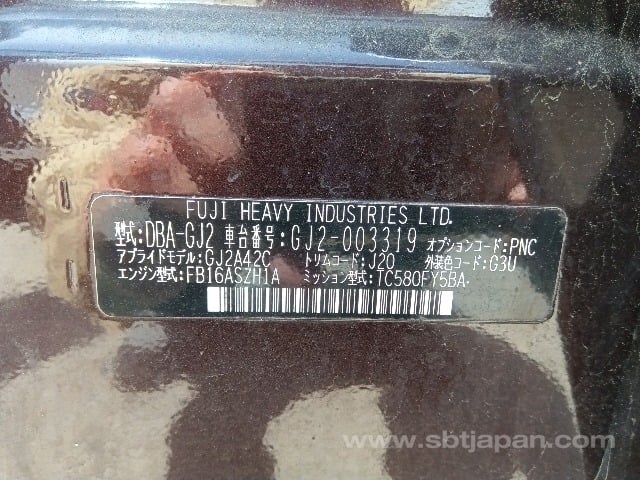 FUJI HEAVY INDUSTRIES LTD.
型式:DBA-GJ2 車台番号:GJ2-003319 オプションコード:PNC
アプライドモデル:GJ2A42C トリムコード:J20 外装色コード:G3U
エンジン型式:FB16ASZH1A ミッション型式:TC580FY5BA
www.sbtjapan.com